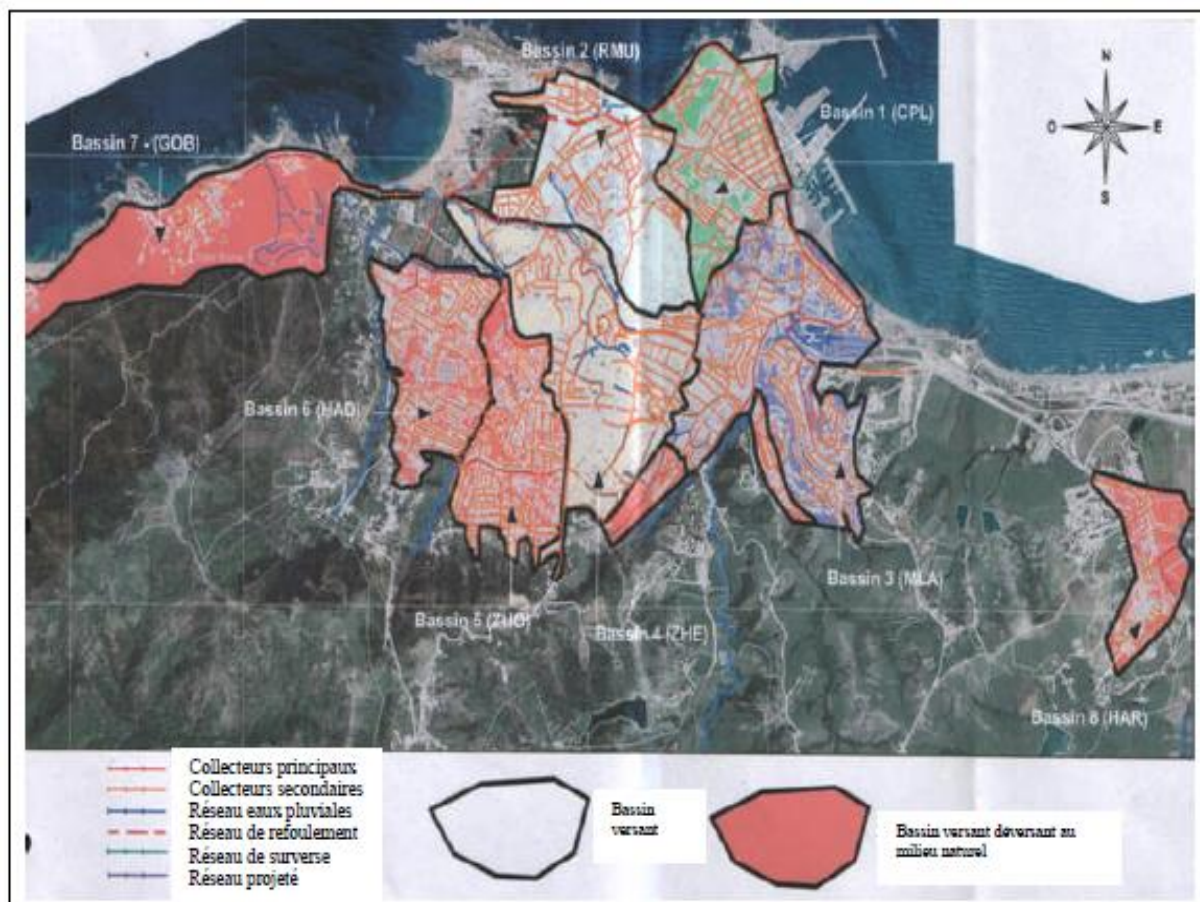 N
Bassin 2 (RMU)
Bassin 1 (CPL)
Bassin 7 - (GOB)
O
E
S
Bassin 6 (HAD)
Bassin 3 (MLA)
Bassin 5 (ZHO)
Bassin 4 (ZHE)
Bassin 8 (HAR)
Collecteurs principaux
Collecteurs secondaires
Réseau eaux pluviales
Réseau de refoulement
Réseau de surverse
Réseau projeté
Bassin
versant
Bassin versant déversant au
milieu naturel